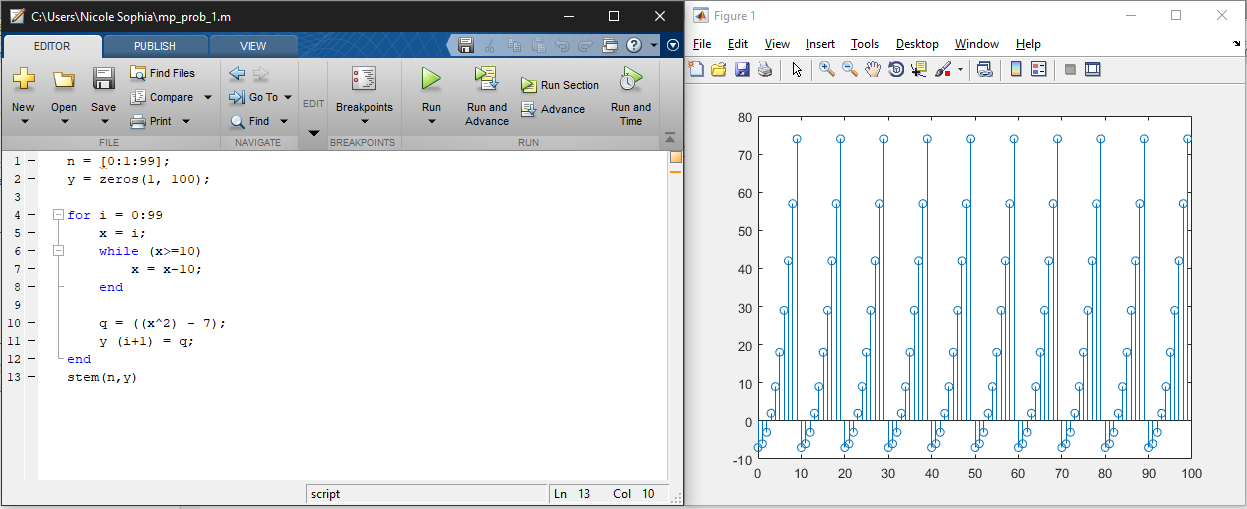 C:\Users\Nicole Sophia\mp_prob_1.m
EDITOR PUBLISH VIEW
New Open Save Find Files Compare Print
FILE
Go To Find
NAVIGATE
EDIT
Breakpoints
BREAKPOINTS
Run Run and Advance Run Section Advance Run and Time
RUN
1 n = [0:1:99];
2 y = zeros(1, 100);
3
4 for i = 0:99
5 x = i;
6 while (x>=10)
7 x = x-10;
8 end
9
10 q = ((x^2) - 7);
11 y (i+1) = q;
12 end
13 stem(n,y)
script Ln 13 Col 10
Figure 1
File Edit View Insert Tools Desktop Window Help
80
70
60
50
40
30
20
10
0
-10
0 10 20 30 40 50 60 70 80 90 100